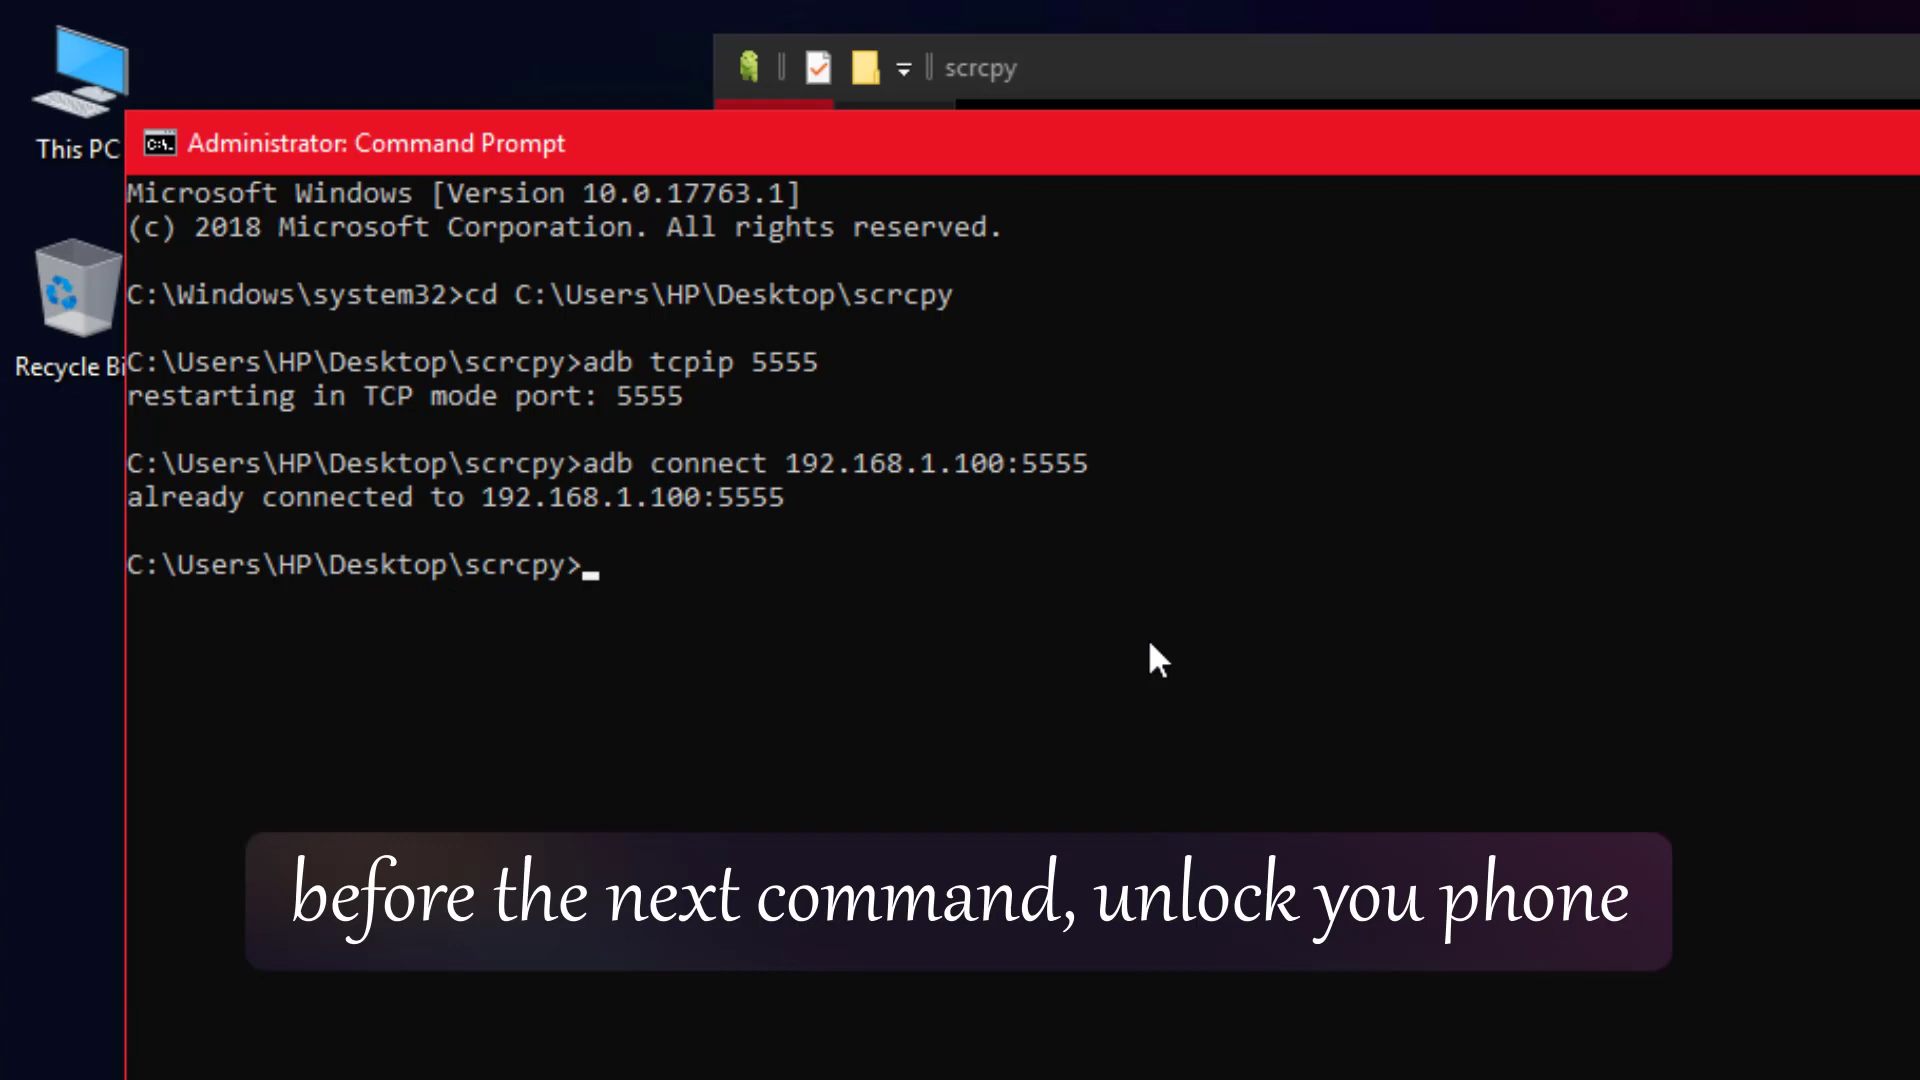 scrcpy
This PC
Administrator: Command Prompt
Microsoft Windows [Version 10.0.17763.1]
(c) 2018 Microsoft Corporation. All rights reserved.
C:\Windows\system32>cd C:\Users\HP\Desktop\scrcpy
C:\Users\HP\Desktop\scrcpy>adb tcpip 5555
restarting in TCP mode port: 5555
C:\Users\HP\Desktop\scrcpy>adb connect 192.168.1.100:5555
already connected to 192.168.1.100:5555
C:\Users\HP\Desktop\scrcpy>
Recycle Bi
before the next command, unlock you phone